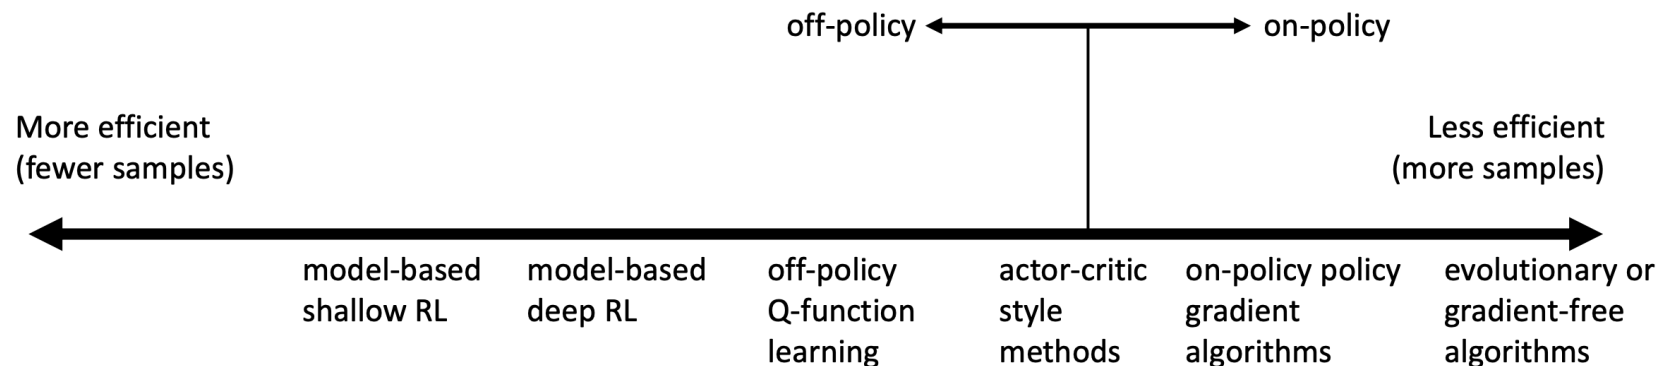 off-policy
on-policy
More efficient
(fewer samples)
Less efficient
(more samples)
model-based
shallow RL
model-based
deep RL
off-policy
Q-function
learning
actor-critic
style
methods
on-policy policy
gradient
algorithms
evolutionary or
gradient-free
algorithms